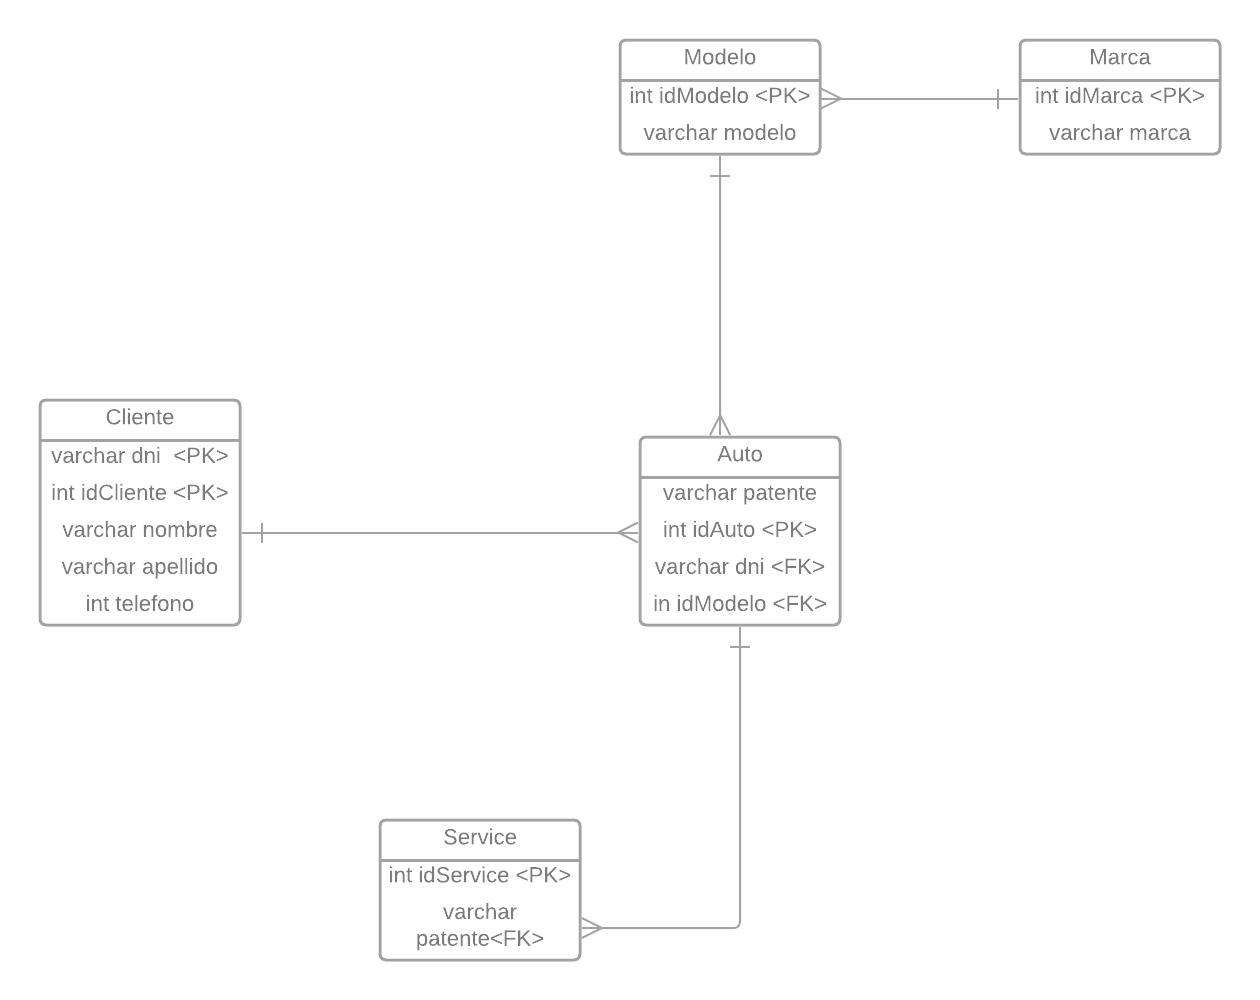 Modelo
int idModelo <PK>
varchar modelo
Marca
int idMarca <PK>
varchar marca
Cliente
varchar dni  <PK>
int idCliente <PK>
varchar nombre
varchar apellido
int telefono
Auto
varchar patente
int idAuto <PK>
varchar dni <FK>
in idModelo <FK>
Service
int idService <PK>
varchar
patente<FK>